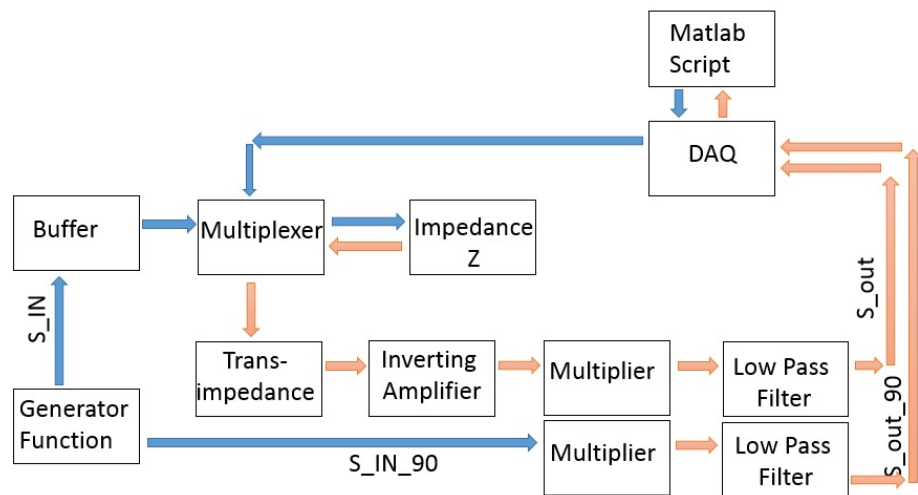 Matlab
Script
DAQ
Buffer
Multiplexer
Impedance
Z
S_IN
S_out
Trans-
impedance
Inverting
Amplifier
Multiplier
Low Pass
Filter
Generator
Function
S_IN_90
Multiplier
Low Pass
Filter
S_out_90